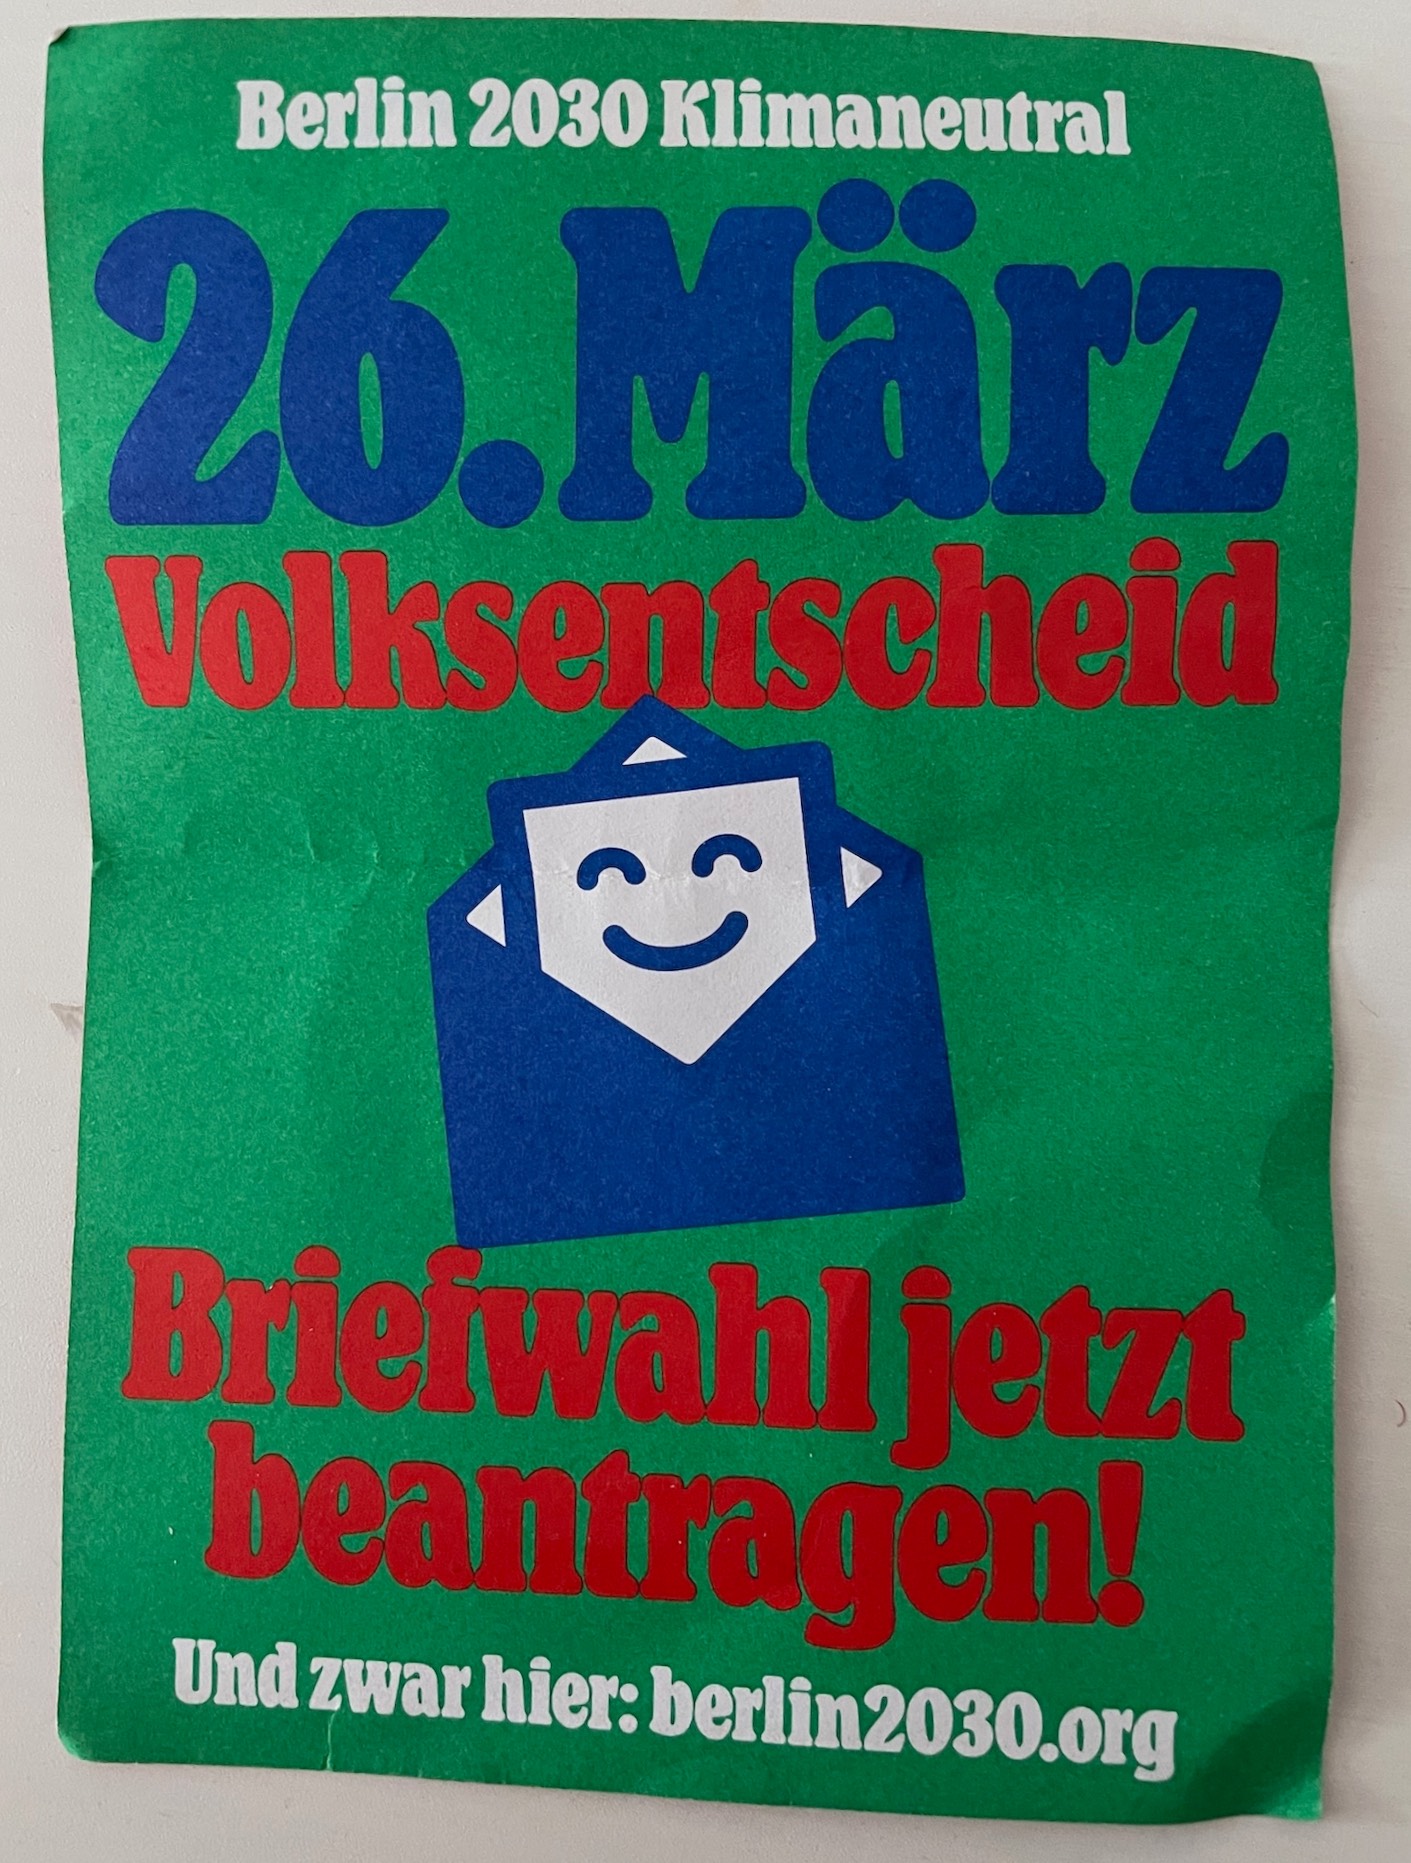 Berlin 2030 Klimaneutral
26. März
Volksentscheid
Briefwahl jetzt
beantragen!
Und zwar hier: berlin2030.org